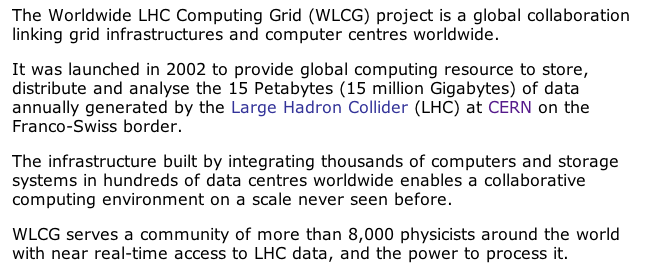 The Worldwide LHC Computing Grid (WLCG) project is a global collaboration
linking grid infrastructures and computer centres worldwide.
It was launched in 2002 to provide global computing resource to store,
distribute and analyse the 15 Petabytes (15 million Gigabytes) of data
annually generated by the Large Hadron Collider (LHC) at CERN on the
Franco-Swiss border.
The infrastructure built by integrating thousands of computers and storage
systems in hundreds of data centres worldwide enables a collaborative
computing environment on a scale never seen before.
WLCG serves a community of more than 8,000 physicists around the world
with near real-time access to LHC data, and the power to process it.